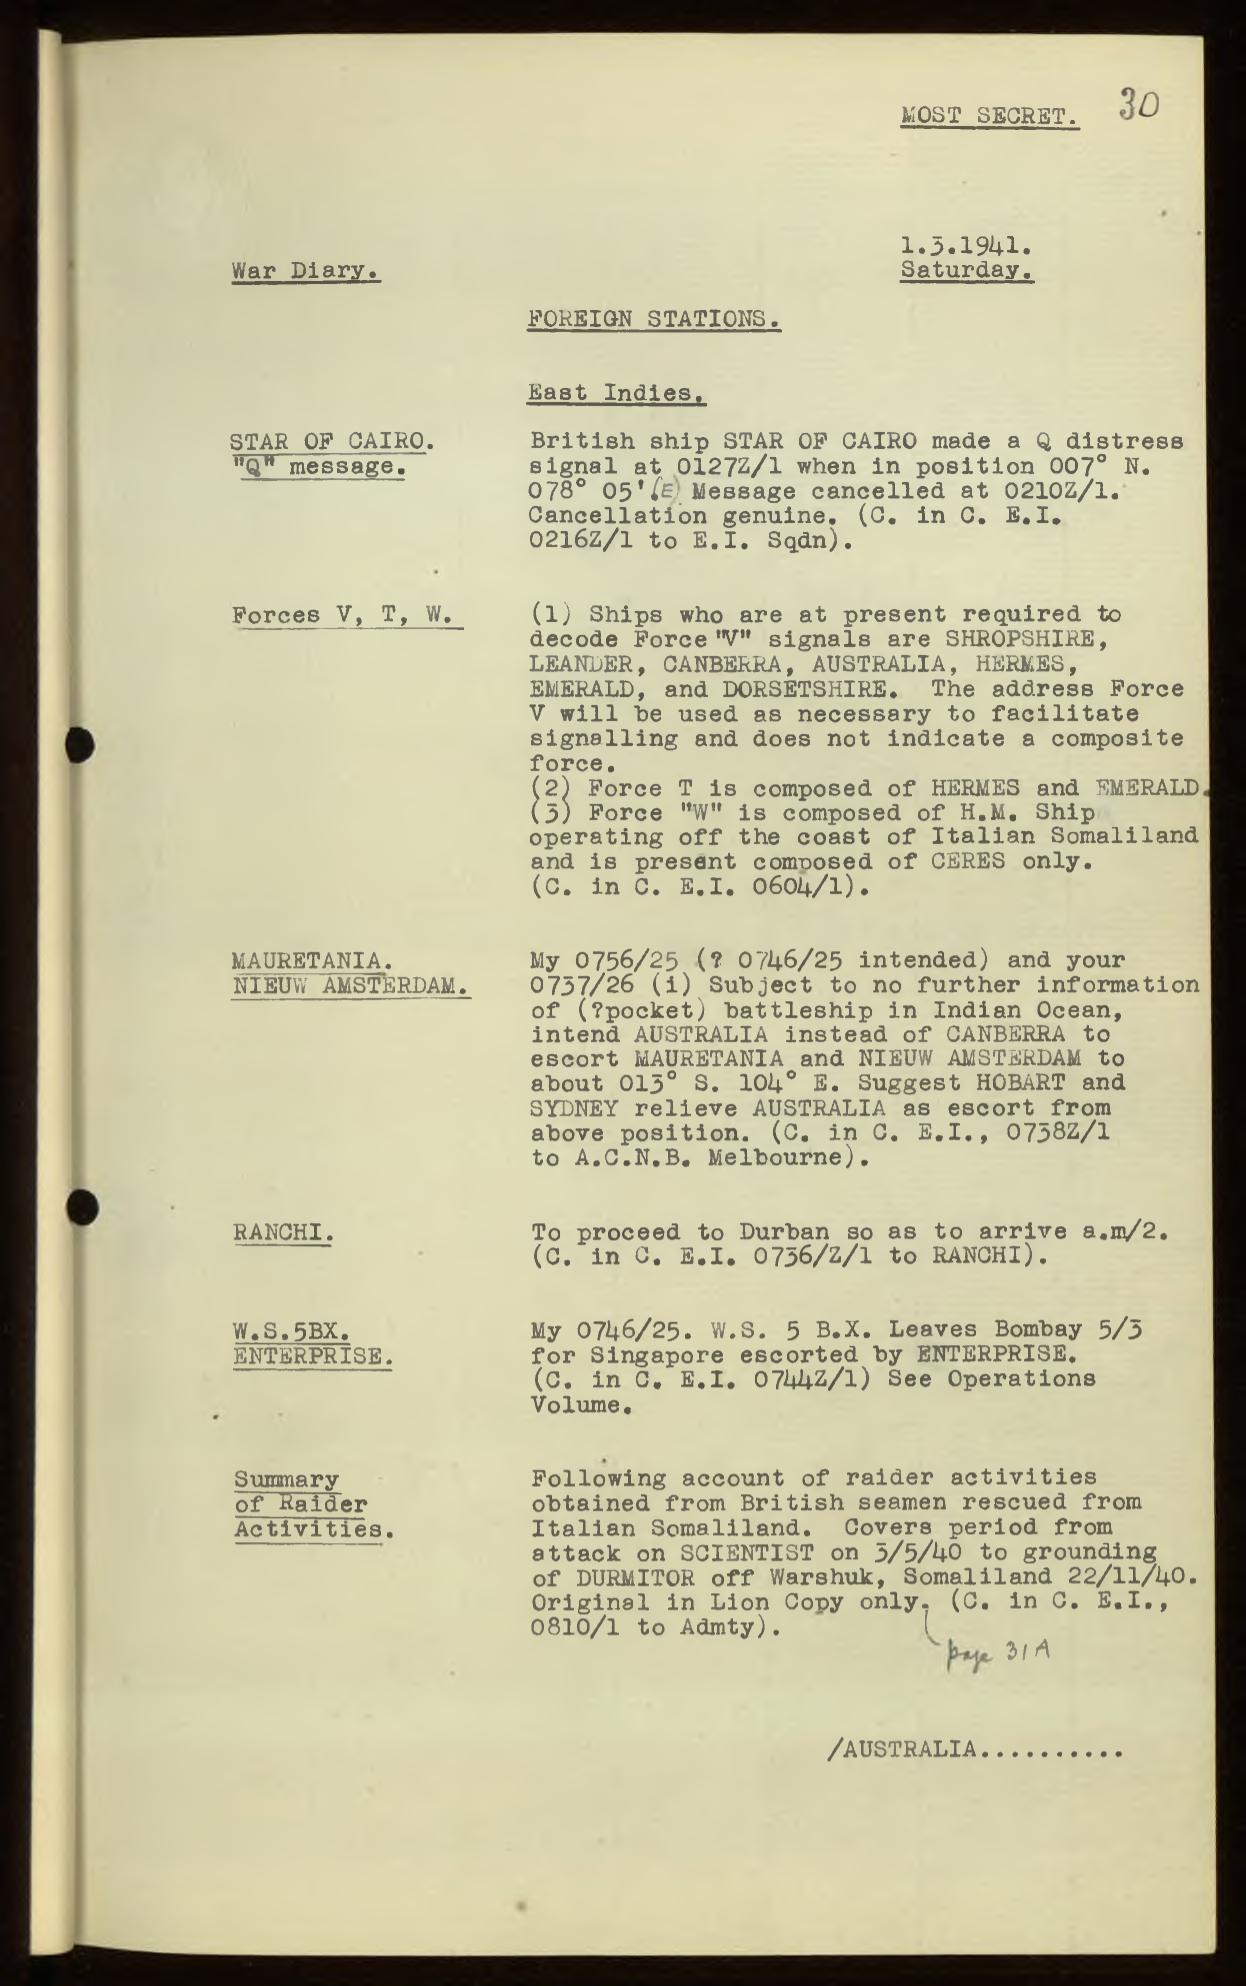 MOST SECRET. 30
1.3.1941.
War Diary. Saturday.
FOREIGN STATIONS.
East Indies.
STAR OF CAIRO.
"Q" message.
British ship STAR OF CAIRO made a Q distress
signal at 0127Z/1 when in position 007° N.
078° 05'(E) Message cancelled at 0210Z/1.
Cancellation genuine. (C. in C. E.I.
0216Z/1 to E.I. Sqdn).
Forces V, T, W.
(1) Ships who are at present required to
decode Force "V" signals are SHROPSHIRE,
LEANDER, CANBERRA, AUSTRALIA, HERMES,
EMERALD, and DORSETSHIRE. The address Force
V will be used as necessary to facilitate
signalling and does not indicate a composite
force.
(2) Force T is composed of HERMES and EMERALD.
(3) Force "W" is composed of H.M. Ship
operating off the coast of Italian Somaliland
and is present composed of CERES only.
(C. in C. E.I. 0604/1).
MAURETANIA.
NIEUW AMSTERDAM.
My 0756/25 (? 0746/25 intended) and your
0737/26 (i) Subject to no further information
of (?pocket) battleship in Indian Ocean,
intend AUSTRALIA instead of CANBERRA to
escort MAURETANIA and NIEUW AMSTERDAM to
about 013° S. 104° E. Suggest HOBART and
SYDNEY relieve AUSTRALIA as escort from
above position. (C. in C. E.I., 0738Z/1
to A.C.N.B. Melbourne).
RANCHI.
To proceed to Durban so as to arrive a.m/2.
(C. in C. E.I. 0736/Z/1 to RANCHI).
W.S.5BX.
ENTERPRISE.
My 0746/25. W.S. 5 B.X. Leaves Bombay 5/3
for Singapore escorted by ENTERPRISE.
(C. in C. E.I. 0744Z/1) See Operations
Volume.
Summary
of Raider
Activities.
Following account of raider activities
obtained from British seamen rescued from
Italian Somaliland. Covers period from
attack on SCIENTIST on 3/5/40 to grounding
of DURMITOR off Warshuk, Somaliland 22/11/40.
Original in Lion Copy only. (C. in C. E.I.,
0810/1 to Admty).
page 31A
/AUSTRALIA..........